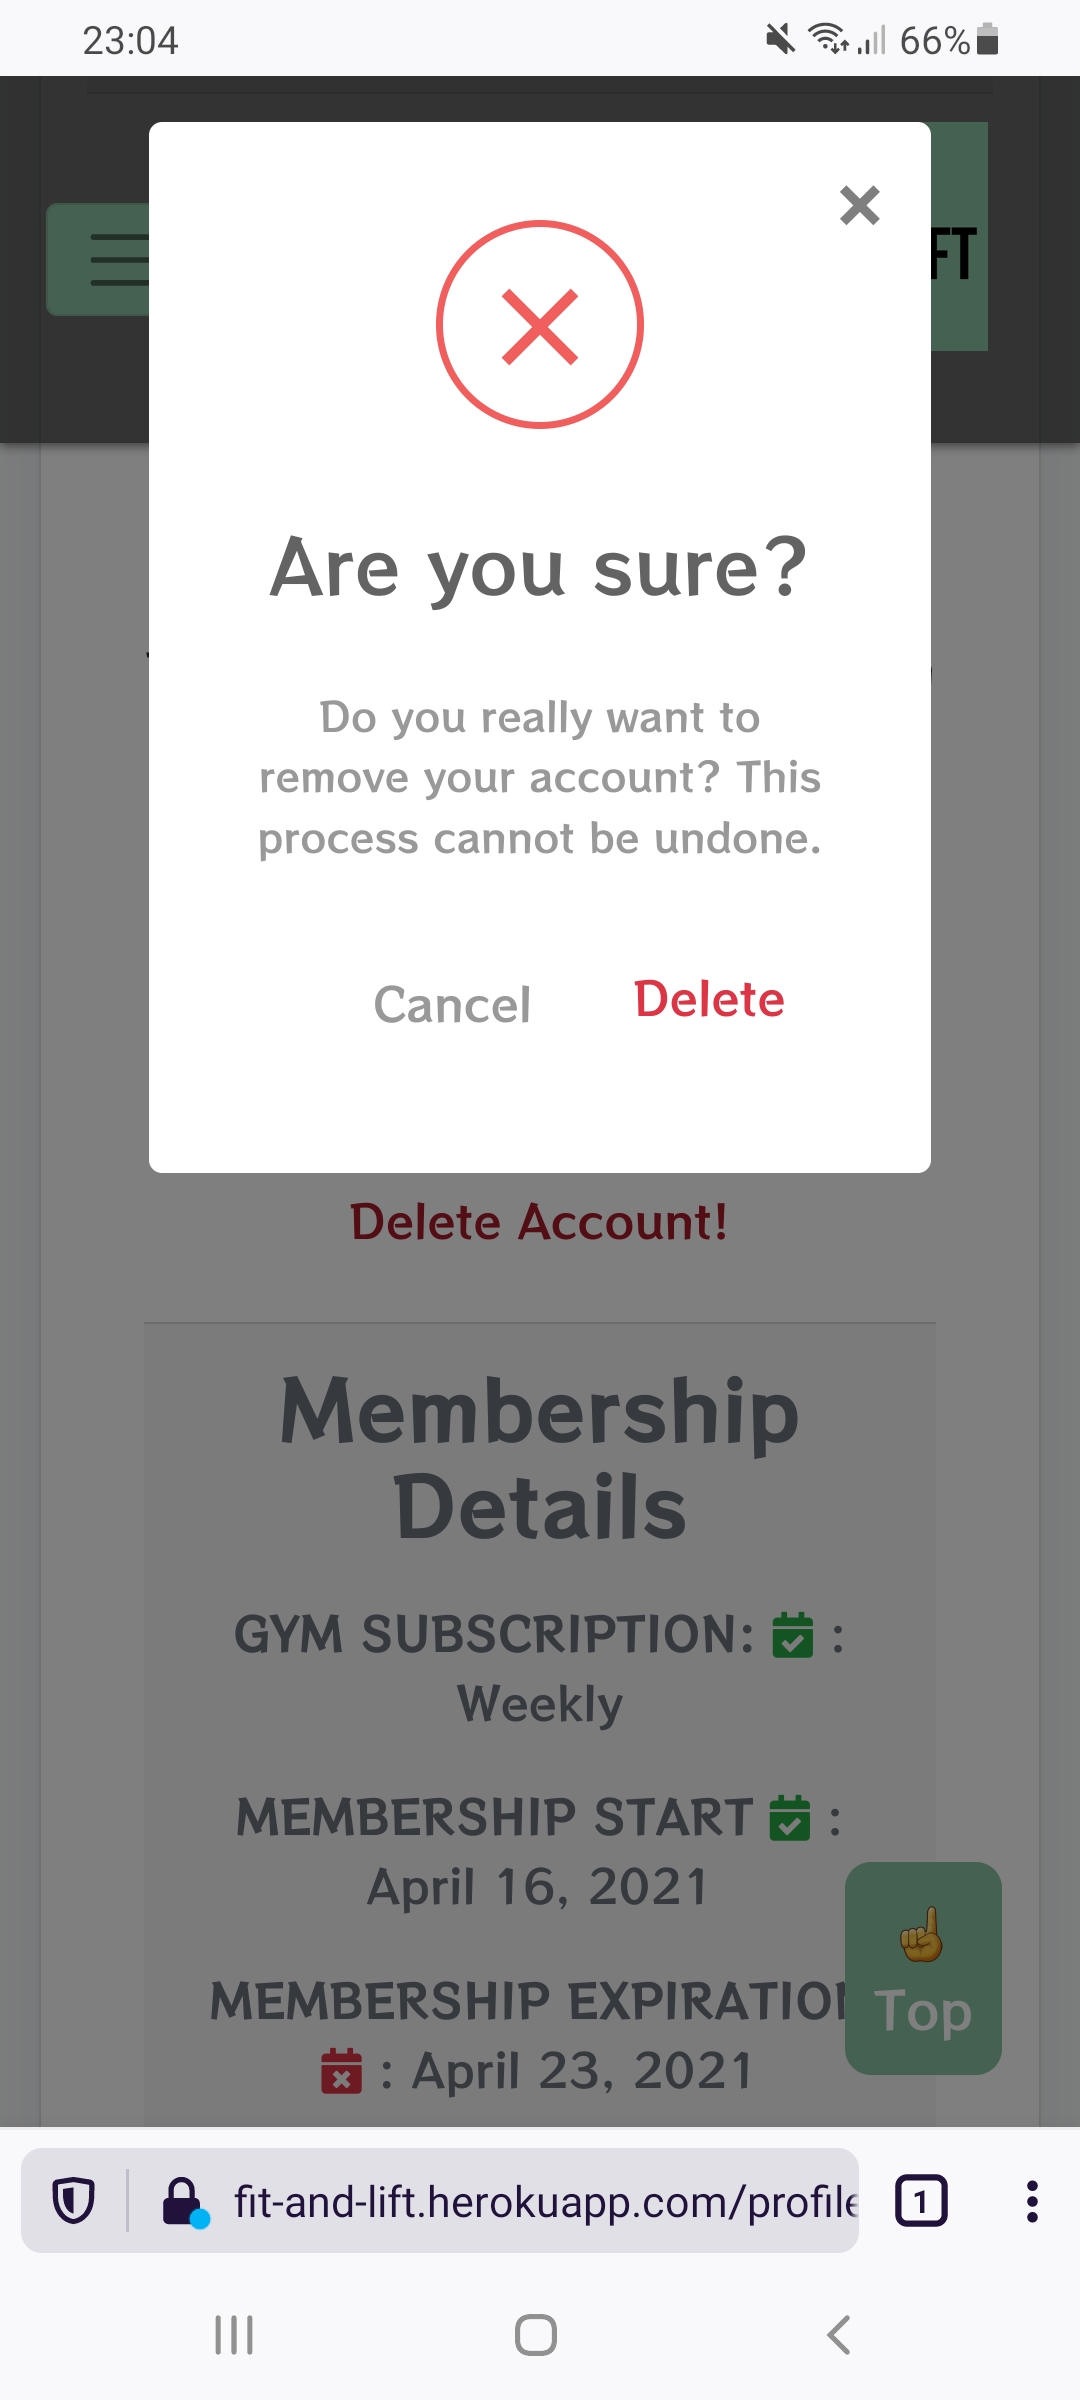 23:04
66%
FT
Are you sure?
Do you really want to
remove your account? This
process cannot be undone.
Cancel Delete
Delete Account!
Membership
Details
GYM SUBSCRIPTION: :
Weekly
MEMBERSHIP START :
April 16, 2021
MEMBERSHIP EXPIRATION
: April 23, 2021
Top
fit-and-lift.herokuapp.com/profile
1